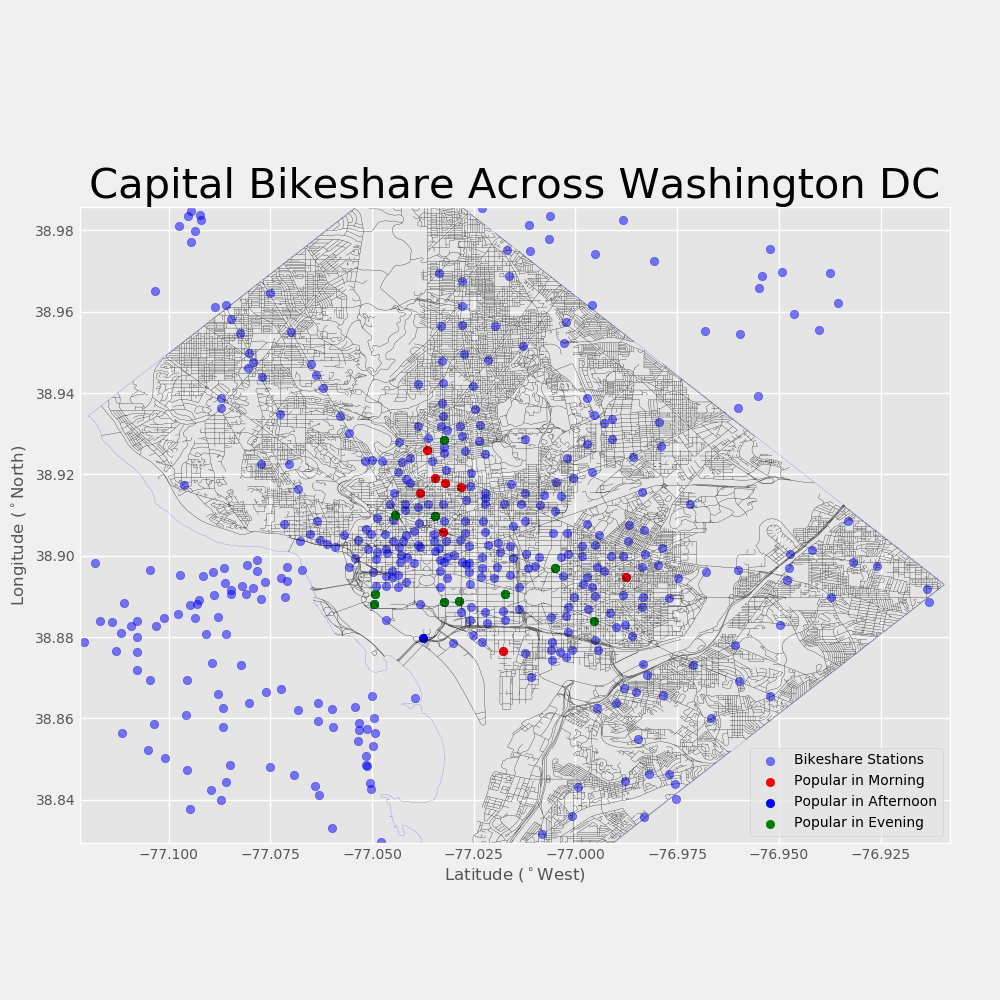 Capital Bikeshare Across Washington DC
38.98
38.96
38.94
38.92
38.90
38.88
38.86
38.84
Longitude (°North)
−77.100
−77.075
−77.050
−77.025
−77.000
−76.975
−76.950
−76.925
Latitude (°West)
Bikeshare Stations
Popular in Morning
Popular in Afternoon
Popular in Evening